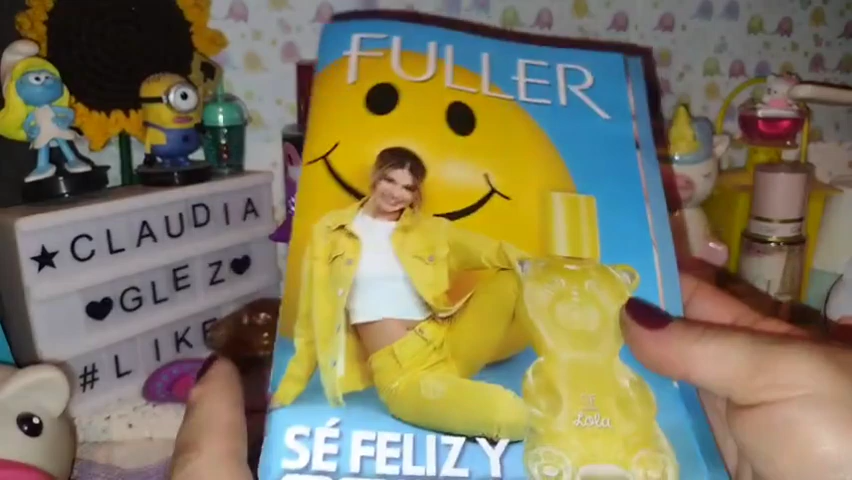 FULLER
★CLAUDIA
♥GLEZ♥
#LIKE
Lola
SÉ FELIZ Y